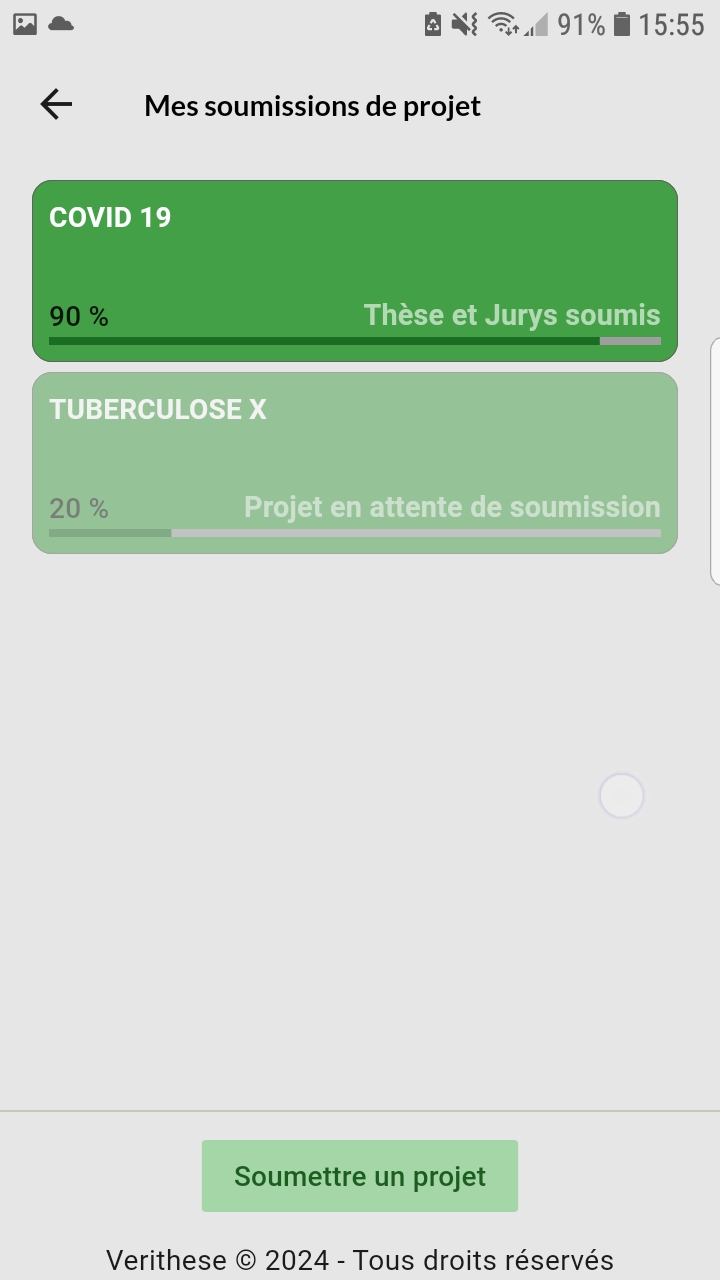 91% 15:55
Mes soumissions de projet
COVID 19
90 % Thèse et Jurys soumis
TUBERCULOSE X
20 % Projet en attente de soumission
Soumettre un projet
Verithese © 2024 - Tous droits réservés